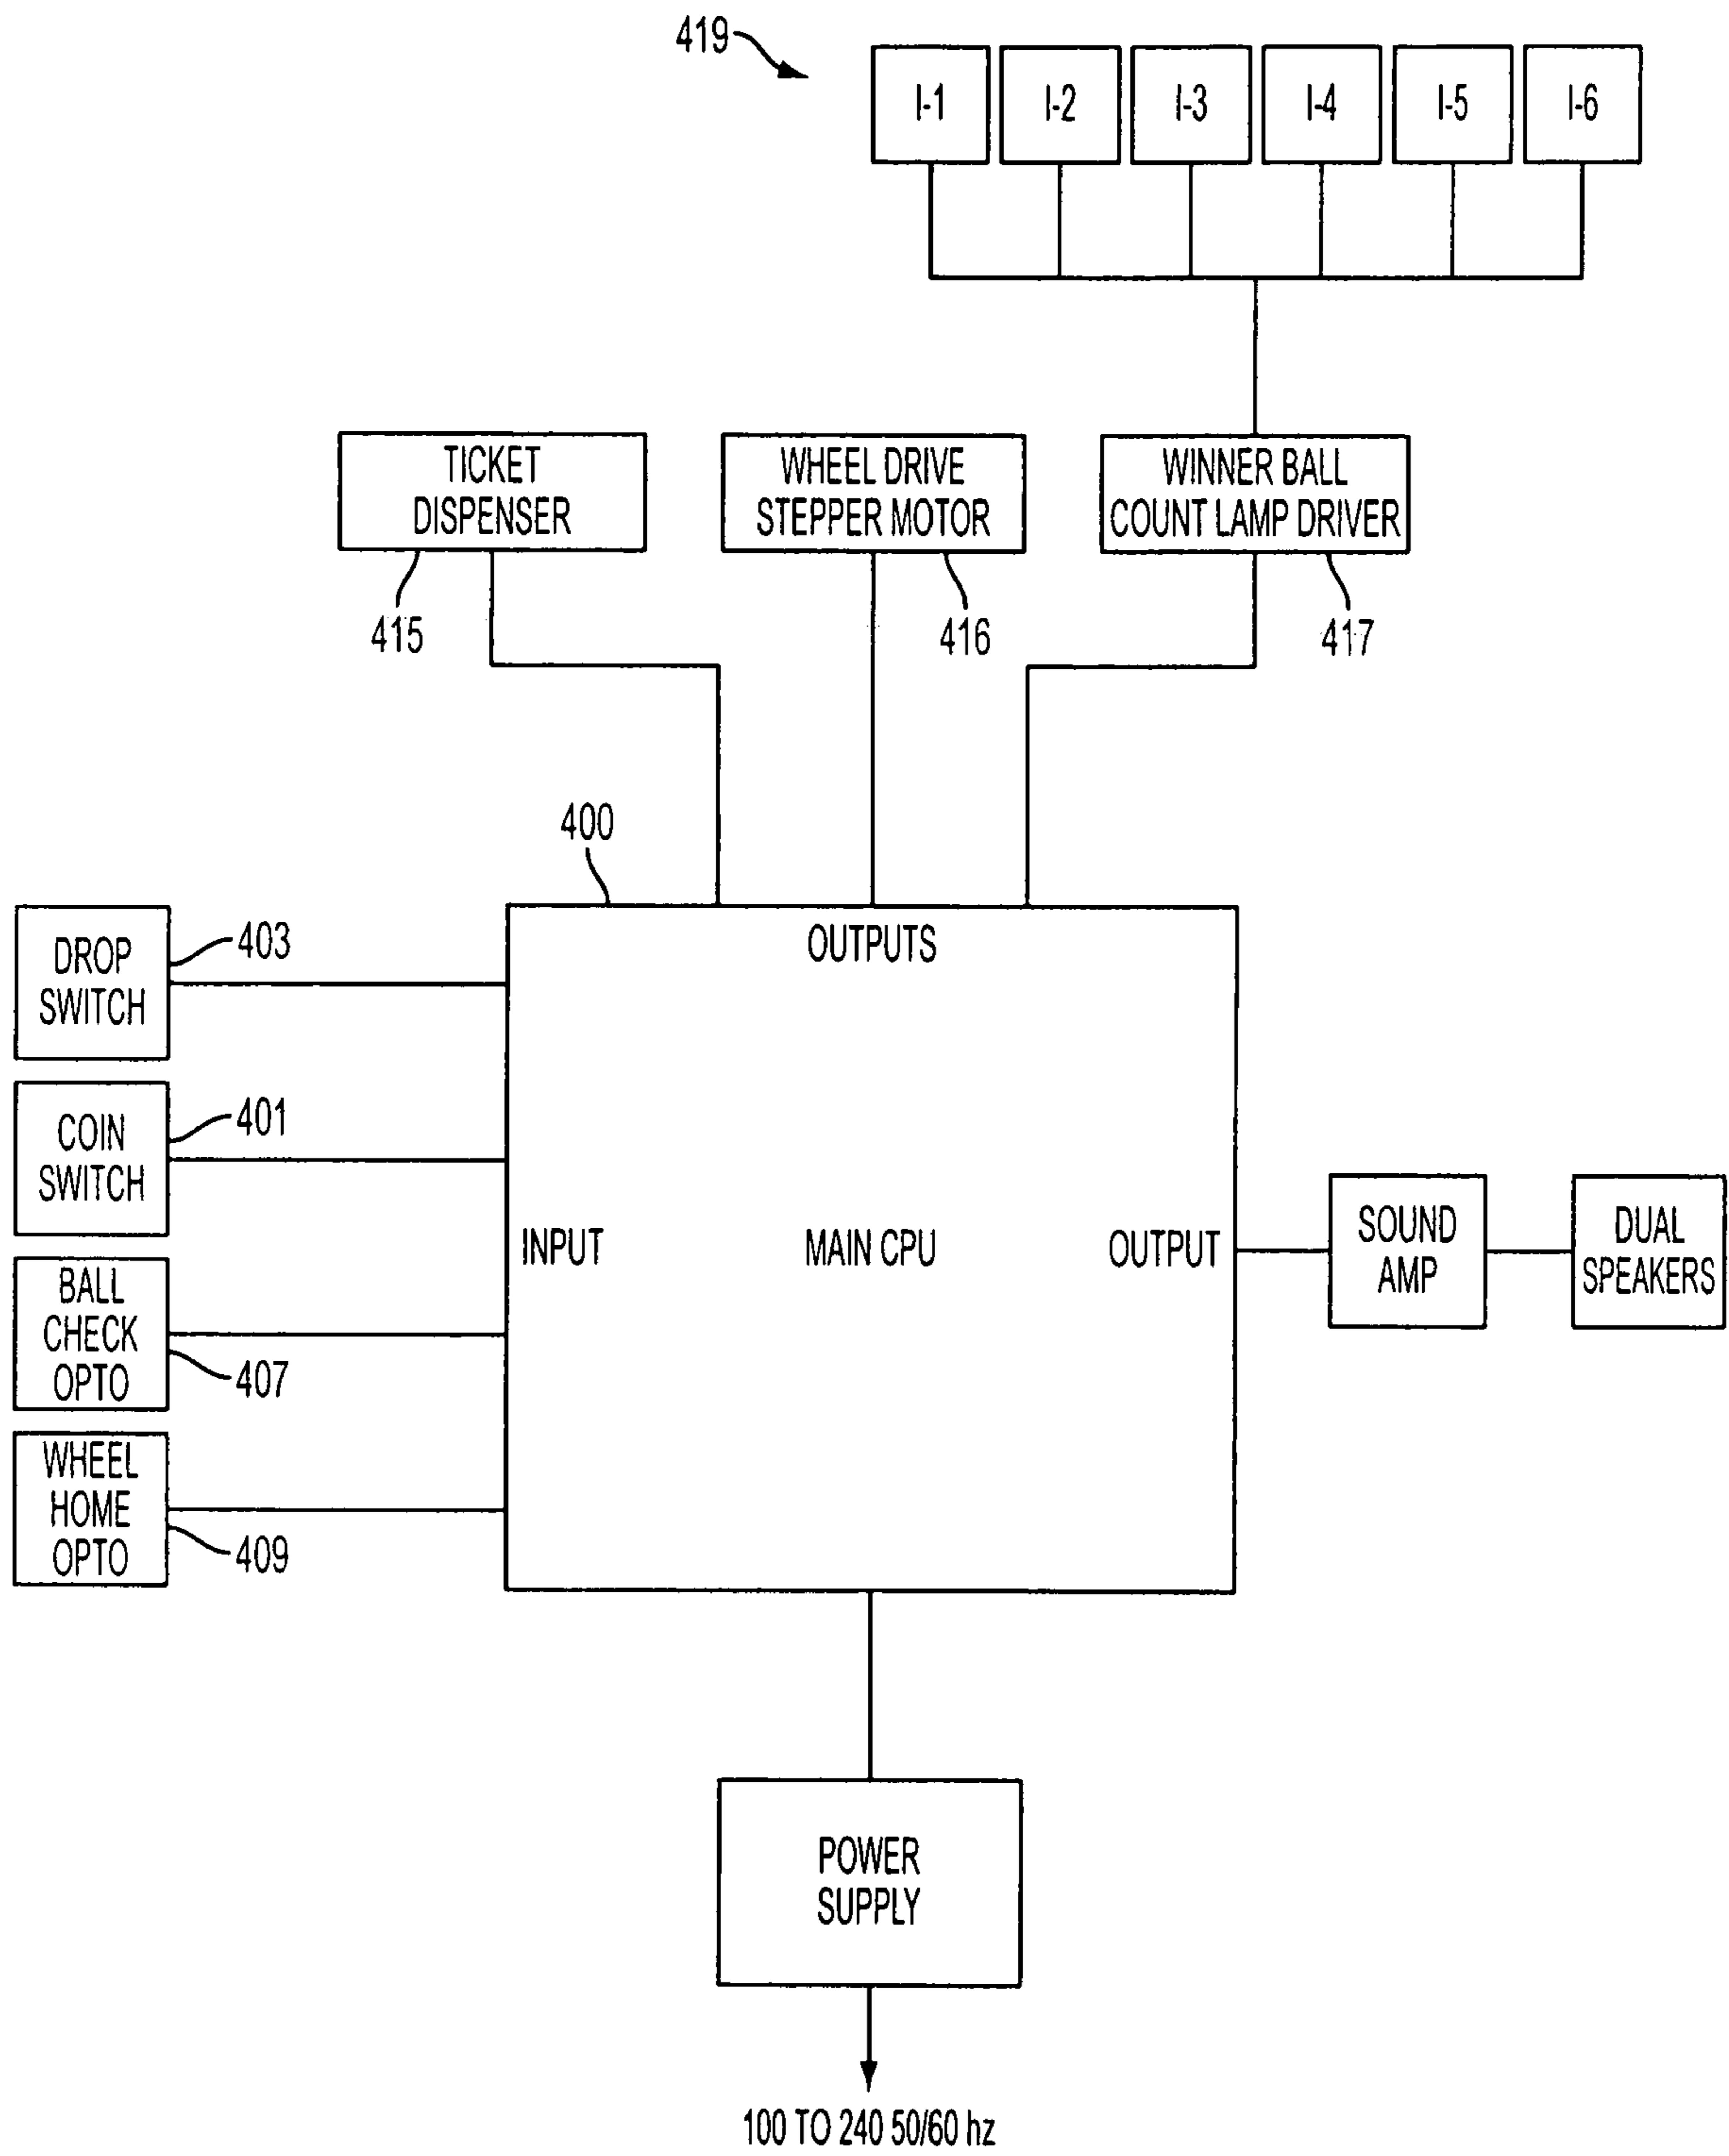 419
I-1
I-2
I-3
I-4
I-5
I-6
TICKET
DISPENSER
WHEEL DRIVE
STEPPER MOTOR
WINNER BALL
COUNT LAMP DRIVER
415
416
417
400
DROP
SWITCH
403
OUTPUTS
COIN
SWITCH
401
INPUT
MAIN CPU
OUTPUT
SOUND
AMP
DUAL
SPEAKERS
BALL
CHECK
OPTO
407
WHEEL
HOME
OPTO
409
POWER
SUPPLY
100 TO 240 50/60 hz